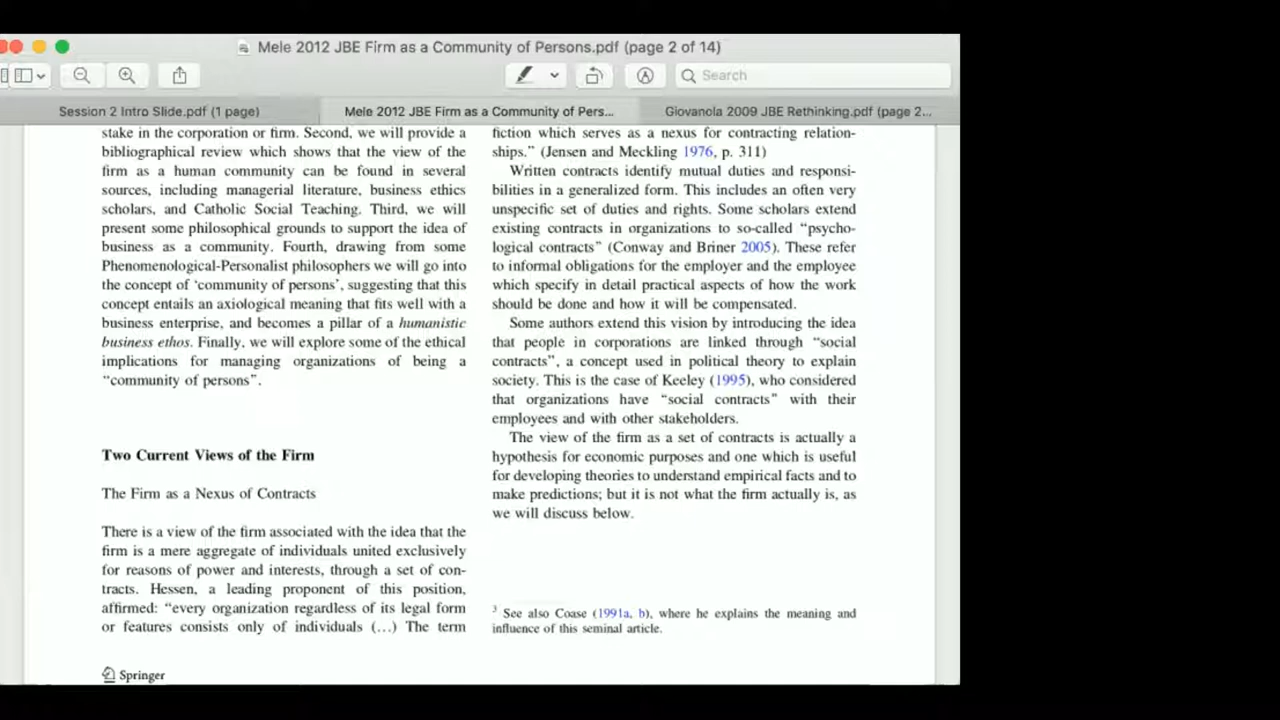 Mele 2012 JBE Firm as a Community of Persons.pdf (page 2 of 14)
Search
Session 2 Intro Slide.pdf (1 page)
Mele 2012 JBE Firm as a Community of Pers...
Giovanola 2009 JBE Rethinking.pdf (page 2...
stake in the corporation or firm. Second, we will provide a
bibliographical review which shows that the view of the
firm as a human community can be found in several
sources, including managerial literature, business ethics
scholars, and Catholic Social Teaching. Third, we will
present some philosophical grounds to support the idea of
business as a community. Fourth, drawing from some
Phenomenological-Personalist philosophers we will go into
the concept of ‘community of persons’, suggesting that this
concept entails an axiological meaning that fits well with a
business enterprise, and becomes a pillar of a humanistic
business ethos. Finally, we will explore some of the ethical
implications for managing organizations of being a
“community of persons”.
Two Current Views of the Firm
The Firm as a Nexus of Contracts
There is a view of the firm associated with the idea that the
firm is a mere aggregate of individuals united exclusively
for reasons of power and interests, through a set of con-
tracts. Hessen, a leading proponent of this position,
affirmed: “every organization regardless of its legal form
or features consists only of individuals (…) The term
Springer
fiction which serves as a nexus for contracting relation-
ships.” (Jensen and Meckling 1976, p. 311)
Written contracts identify mutual duties and responsi-
bilities in a generalized form. This includes an often very
unspecific set of duties and rights. Some scholars extend
existing contracts in organizations to so-called “psycho-
logical contracts” (Conway and Briner 2005). These refer
to informal obligations for the employer and the employee
which specify in detail practical aspects of how the work
should be done and how it will be compensated.
Some authors extend this vision by introducing the idea
that people in corporations are linked through “social
contracts”, a concept used in political theory to explain
society. This is the case of Keeley (1995), who considered
that organizations have “social contracts” with their
employees and with other stakeholders.
The view of the firm as a set of contracts is actually a
hypothesis for economic purposes and one which is useful
for developing theories to understand empirical facts and to
make predictions; but it is not what the firm actually is, as
we will discuss below.
3 See also Coase (1991a, b), where he explains the meaning and
influence of this seminal article.